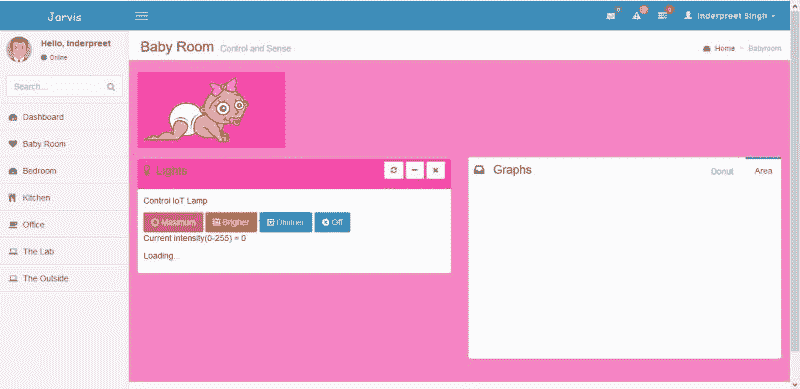 Jarvis
Inderpreet Singh
Hello, Inderpreet
Online
Baby Room Control and Sense
Home > Babyroom
Search...
Dashboard
Baby Room
Bedroom
Kitchen
Office
The Lab
The Outside
Lights
Graphs
Donut
Area
Control IoT Lamp
Maximum
Brigher
Dimmer
Off
Current Intensity(0-255) = 0
Loading...